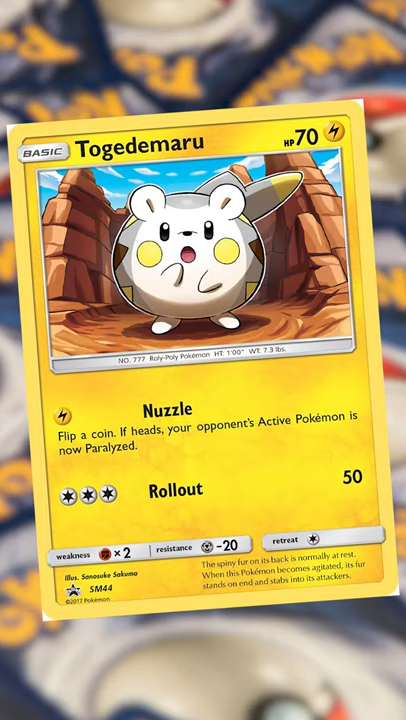 BASIC Togedemaru HP70
NO. 777 Roly-Poly Pokémon HT: 1'00" WT: 7.3 lbs.
Nuzzle
Flip a coin. If heads, your opponent's Active Pokémon is
now Paralyzed.
Rollout 50
weakness ×2 resistance -20 retreat
Illus. Sanosuke Sakuma
SM44
©2017 Pokémon
The spiny fur on its back is normally at rest.
When this Pokémon becomes agitated, its fur
stands on end and stabs into its attackers.